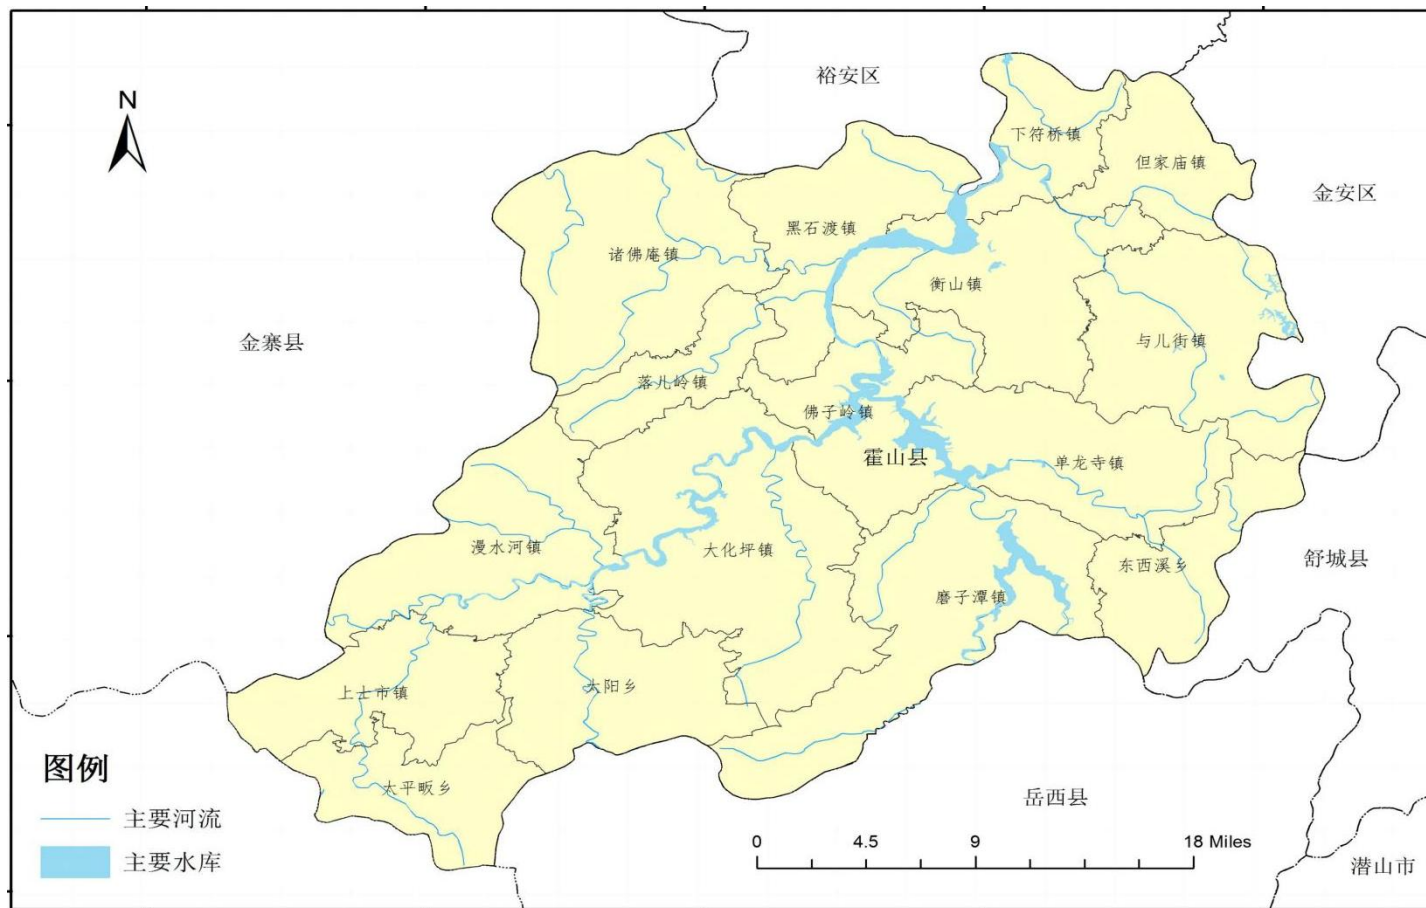 裕安区
N
下符桥镇
但家庙镇
金安区
黑石渡镇
诸佛庵镇
衡山镇
金寨县
与儿街镇
落儿岭镇
佛子岭镇
霍山县
单龙寺镇
漫水河镇
大化坪镇
东西溪乡
舒城县
磨子潭镇
上土市镇
太阳乡
图例
太平畈乡
岳西县
主要河流
主要水库
0 4.5 9 18 Miles
潜山市